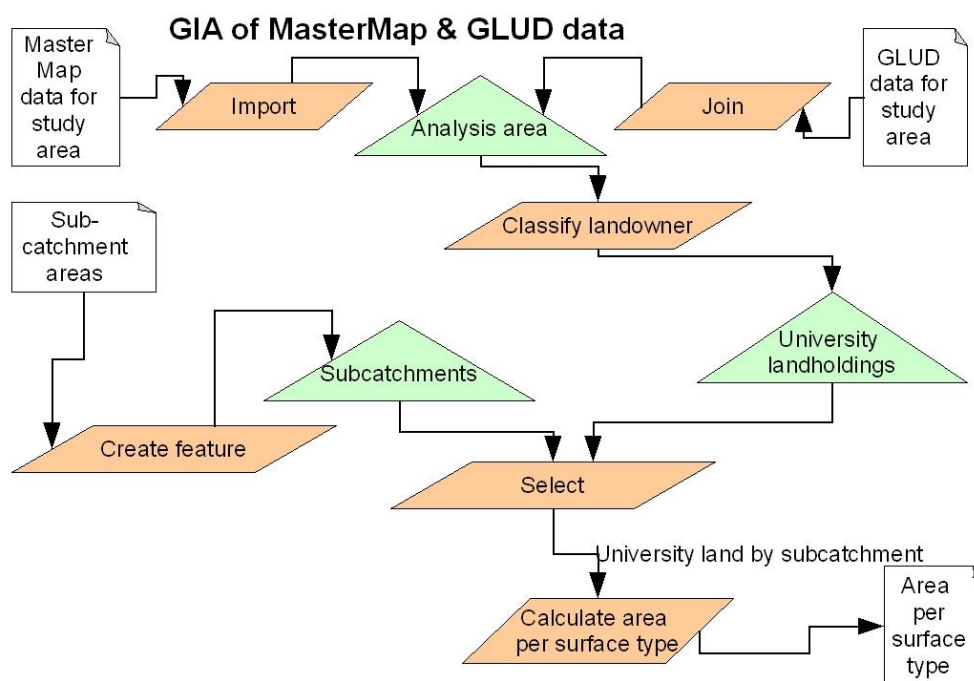 GIA of MasterMap & GLUD data
Master
Map
data for
study
area
Import
Analysis area
Join
GLUD
data for
study
area
Classify landowner
Sub-
catchment
areas
University
landholdings
Subcatchments
Create feature
Select
University land by subcatchment
Calculate area
per surface type
Area
per
surface
type